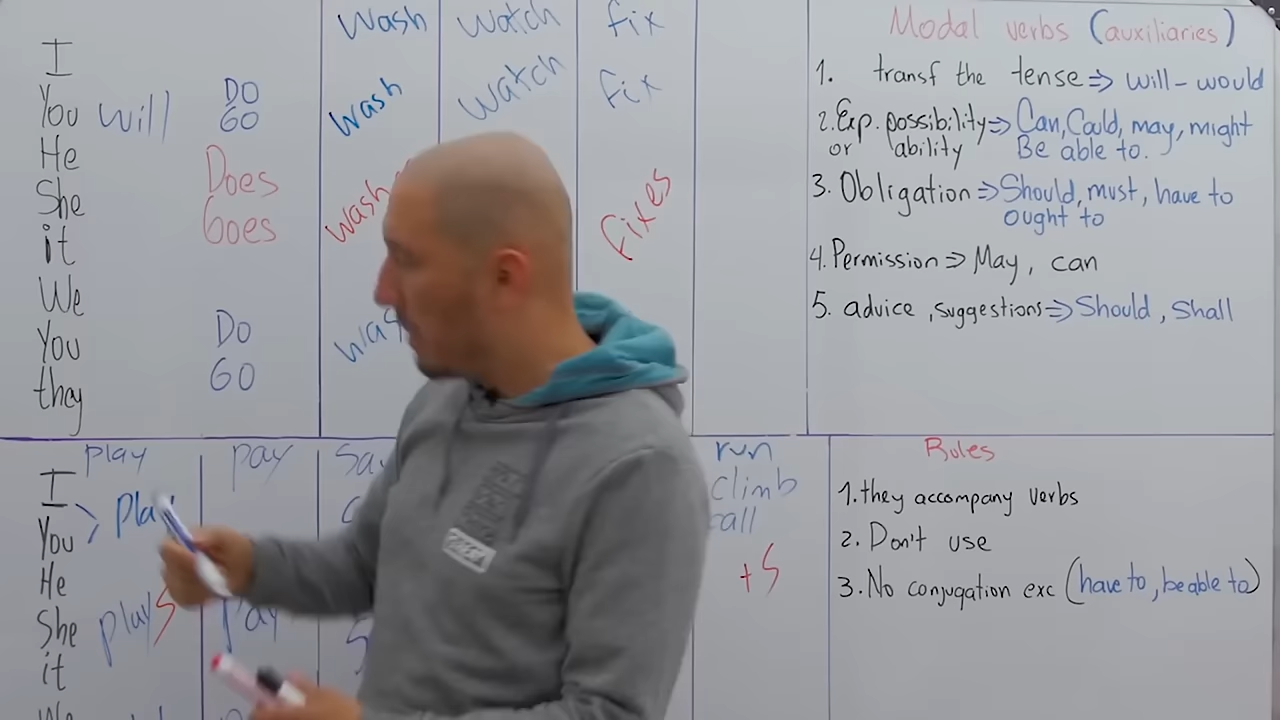 wash watch fix
I
You will DO wash watch fix
GO
He Does
She Goes wash fixes
it
We
You DO was
they GO
Modal verbs (auxiliaries)
1. transf the tense ⇒ will - would
2. Exp. possibility ⇒ Can, Could, may, might
or ability Be able to.
3. Obligation ⇒ Should, must, have to
ought to
4. Permission ⇒ May, can
5. advice , suggestions ⇒ Should , shall
play pay Sa run
I climb
pla call
You
He + S
She plays pay
it
We
Rules
1. they accompany verbs
2. Don't use
3. No conjugation exc (have to, be able to)